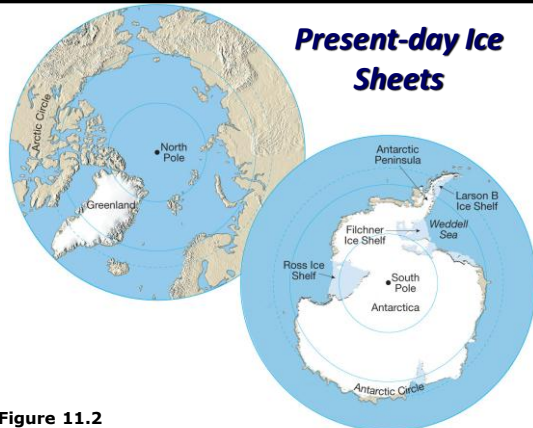 Present-day Ice
Sheets
Arctic Circle
North
Pole
Greenland
Antarctic
Peninsula
Larson B
Ice Shelf
Weddell
Sea
Filchner
Ice Shelf
Ross Ice
Shelf
South
Pole
Antarctica
Antarctic Circle
Figure 11.2